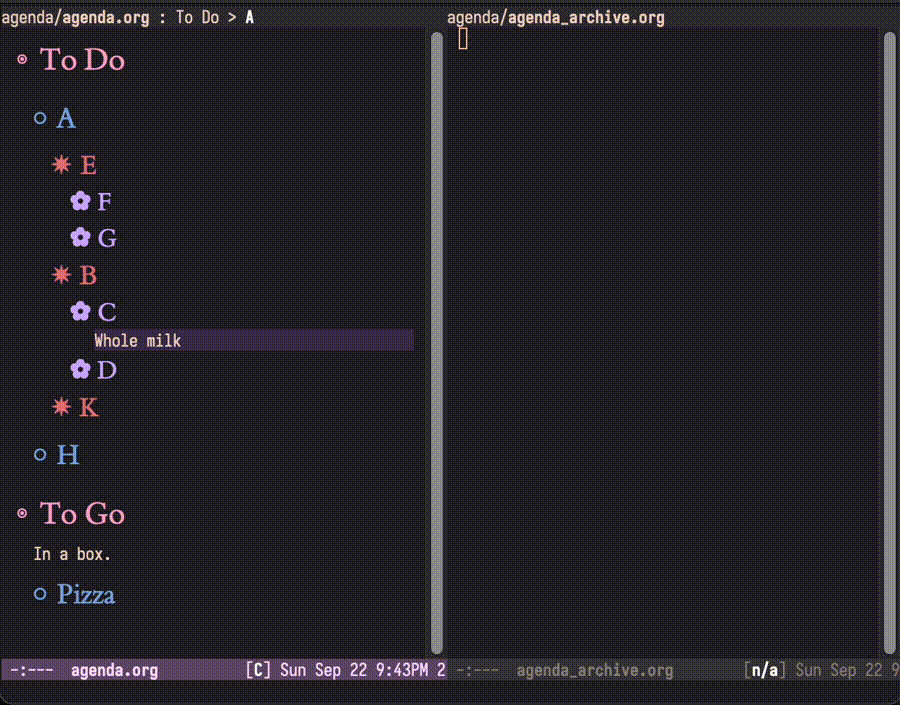 agenda/agenda.org : To Do > A
To Do
A
E
F
G
B
C
Whole milk
D
K
H
To Go
In a box.
Pizza
-:--- agenda.org [C] Sun Sep 22 9:43PM 2
agenda/agenda_archive.org
-:--- agenda_archive.org [n/a] Sun Sep 22 9